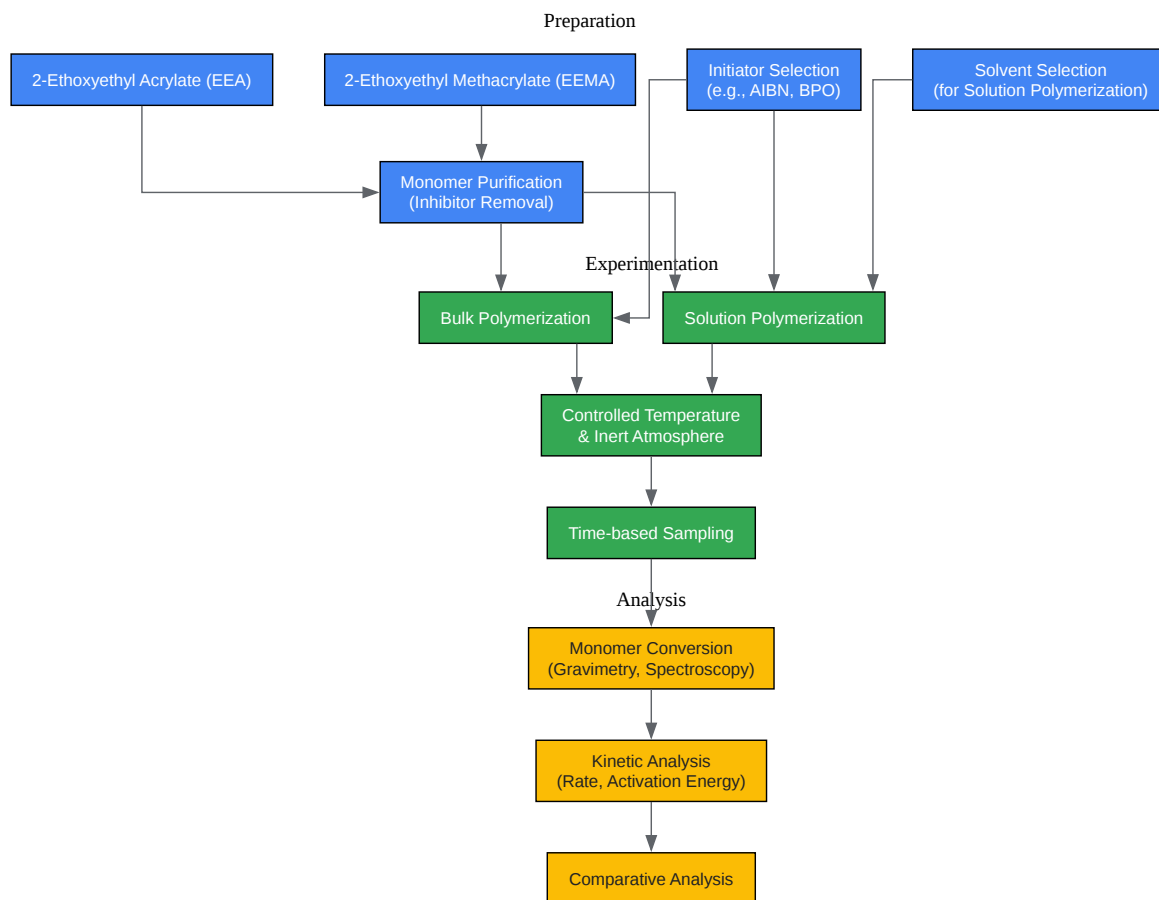 Preparation
2-Ethoxyethyl Acrylate (EEA)
2-Ethoxyethyl Methacrylate (EEMA)
Initiator Selection
(e.g., AIBN, BPO)
Solvent Selection
(for Solution Polymerization)
Monomer Purification
(Inhibitor Removal)
Experimentation
Bulk Polymerization
Solution Polymerization
Controlled Temperature
& Inert Atmosphere
Time-based Sampling
Analysis
Monomer Conversion
(Gravimetry, Spectroscopy)
Kinetic Analysis
(Rate, Activation Energy)
Comparative Analysis